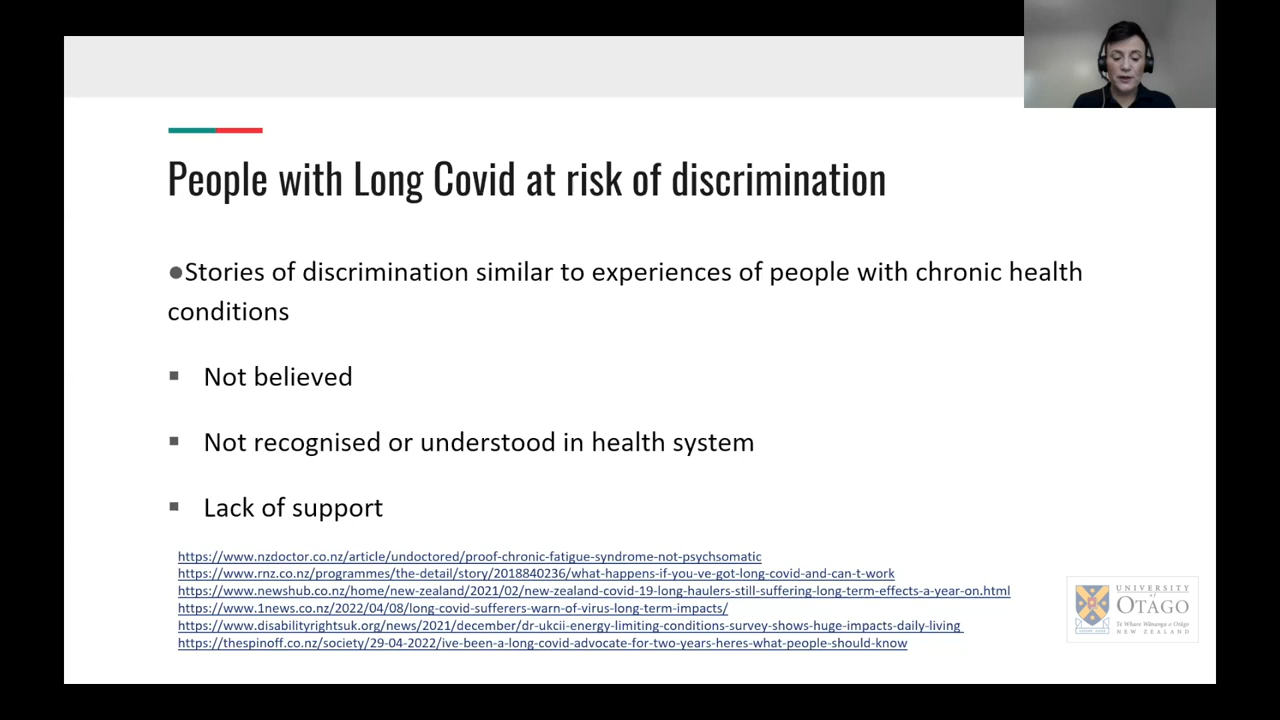 People with Long Covid at risk of discrimination
●Stories of discrimination similar to experiences of people with chronic health
conditions
▪ Not believed
▪ Not recognised or understood in health system
▪ Lack of support
https://www.nzdoctor.co.nz/article/undoctored/proof-chronic-fatigue-syndrome-not-psychsomatic
https://www.rnz.co.nz/programmes/the-detail/story/2018840236/what-happens-if-you-ve-got-long-covid-and-can-t-work
https://www.newshub.co.nz/home/new-zealand/2021/02/new-zealand-covid-19-long-haulers-still-suffering-long-term-effects-a-year-on.html
https://www.1news.co.nz/2022/04/08/long-covid-sufferers-warn-of-virus-long-term-impacts/
https://www.disabilityrightsuk.org/news/2021/december/dr-ukcii-energy-limiting-conditions-survey-shows-huge-impacts-daily-living
https://thespinoff.co.nz/society/29-04-2022/ive-been-a-long-covid-advocate-for-two-years-heres-what-people-should-know
UNIVERSITY
of
OTAGO
Te Whare Wānanga o Otāgo
NEW ZEALAND